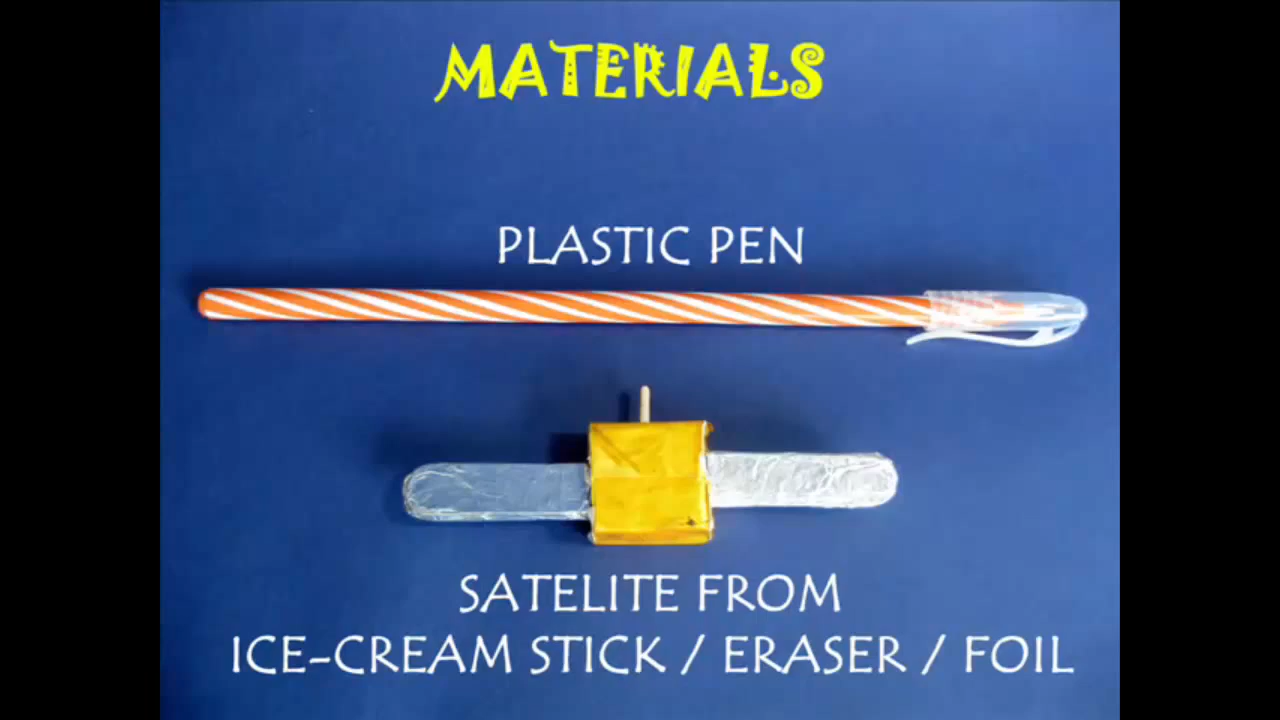 MATERIALS
PLASTIC PEN
SATELITE FROM
ICE-CREAM STICK / ERASER / FOIL